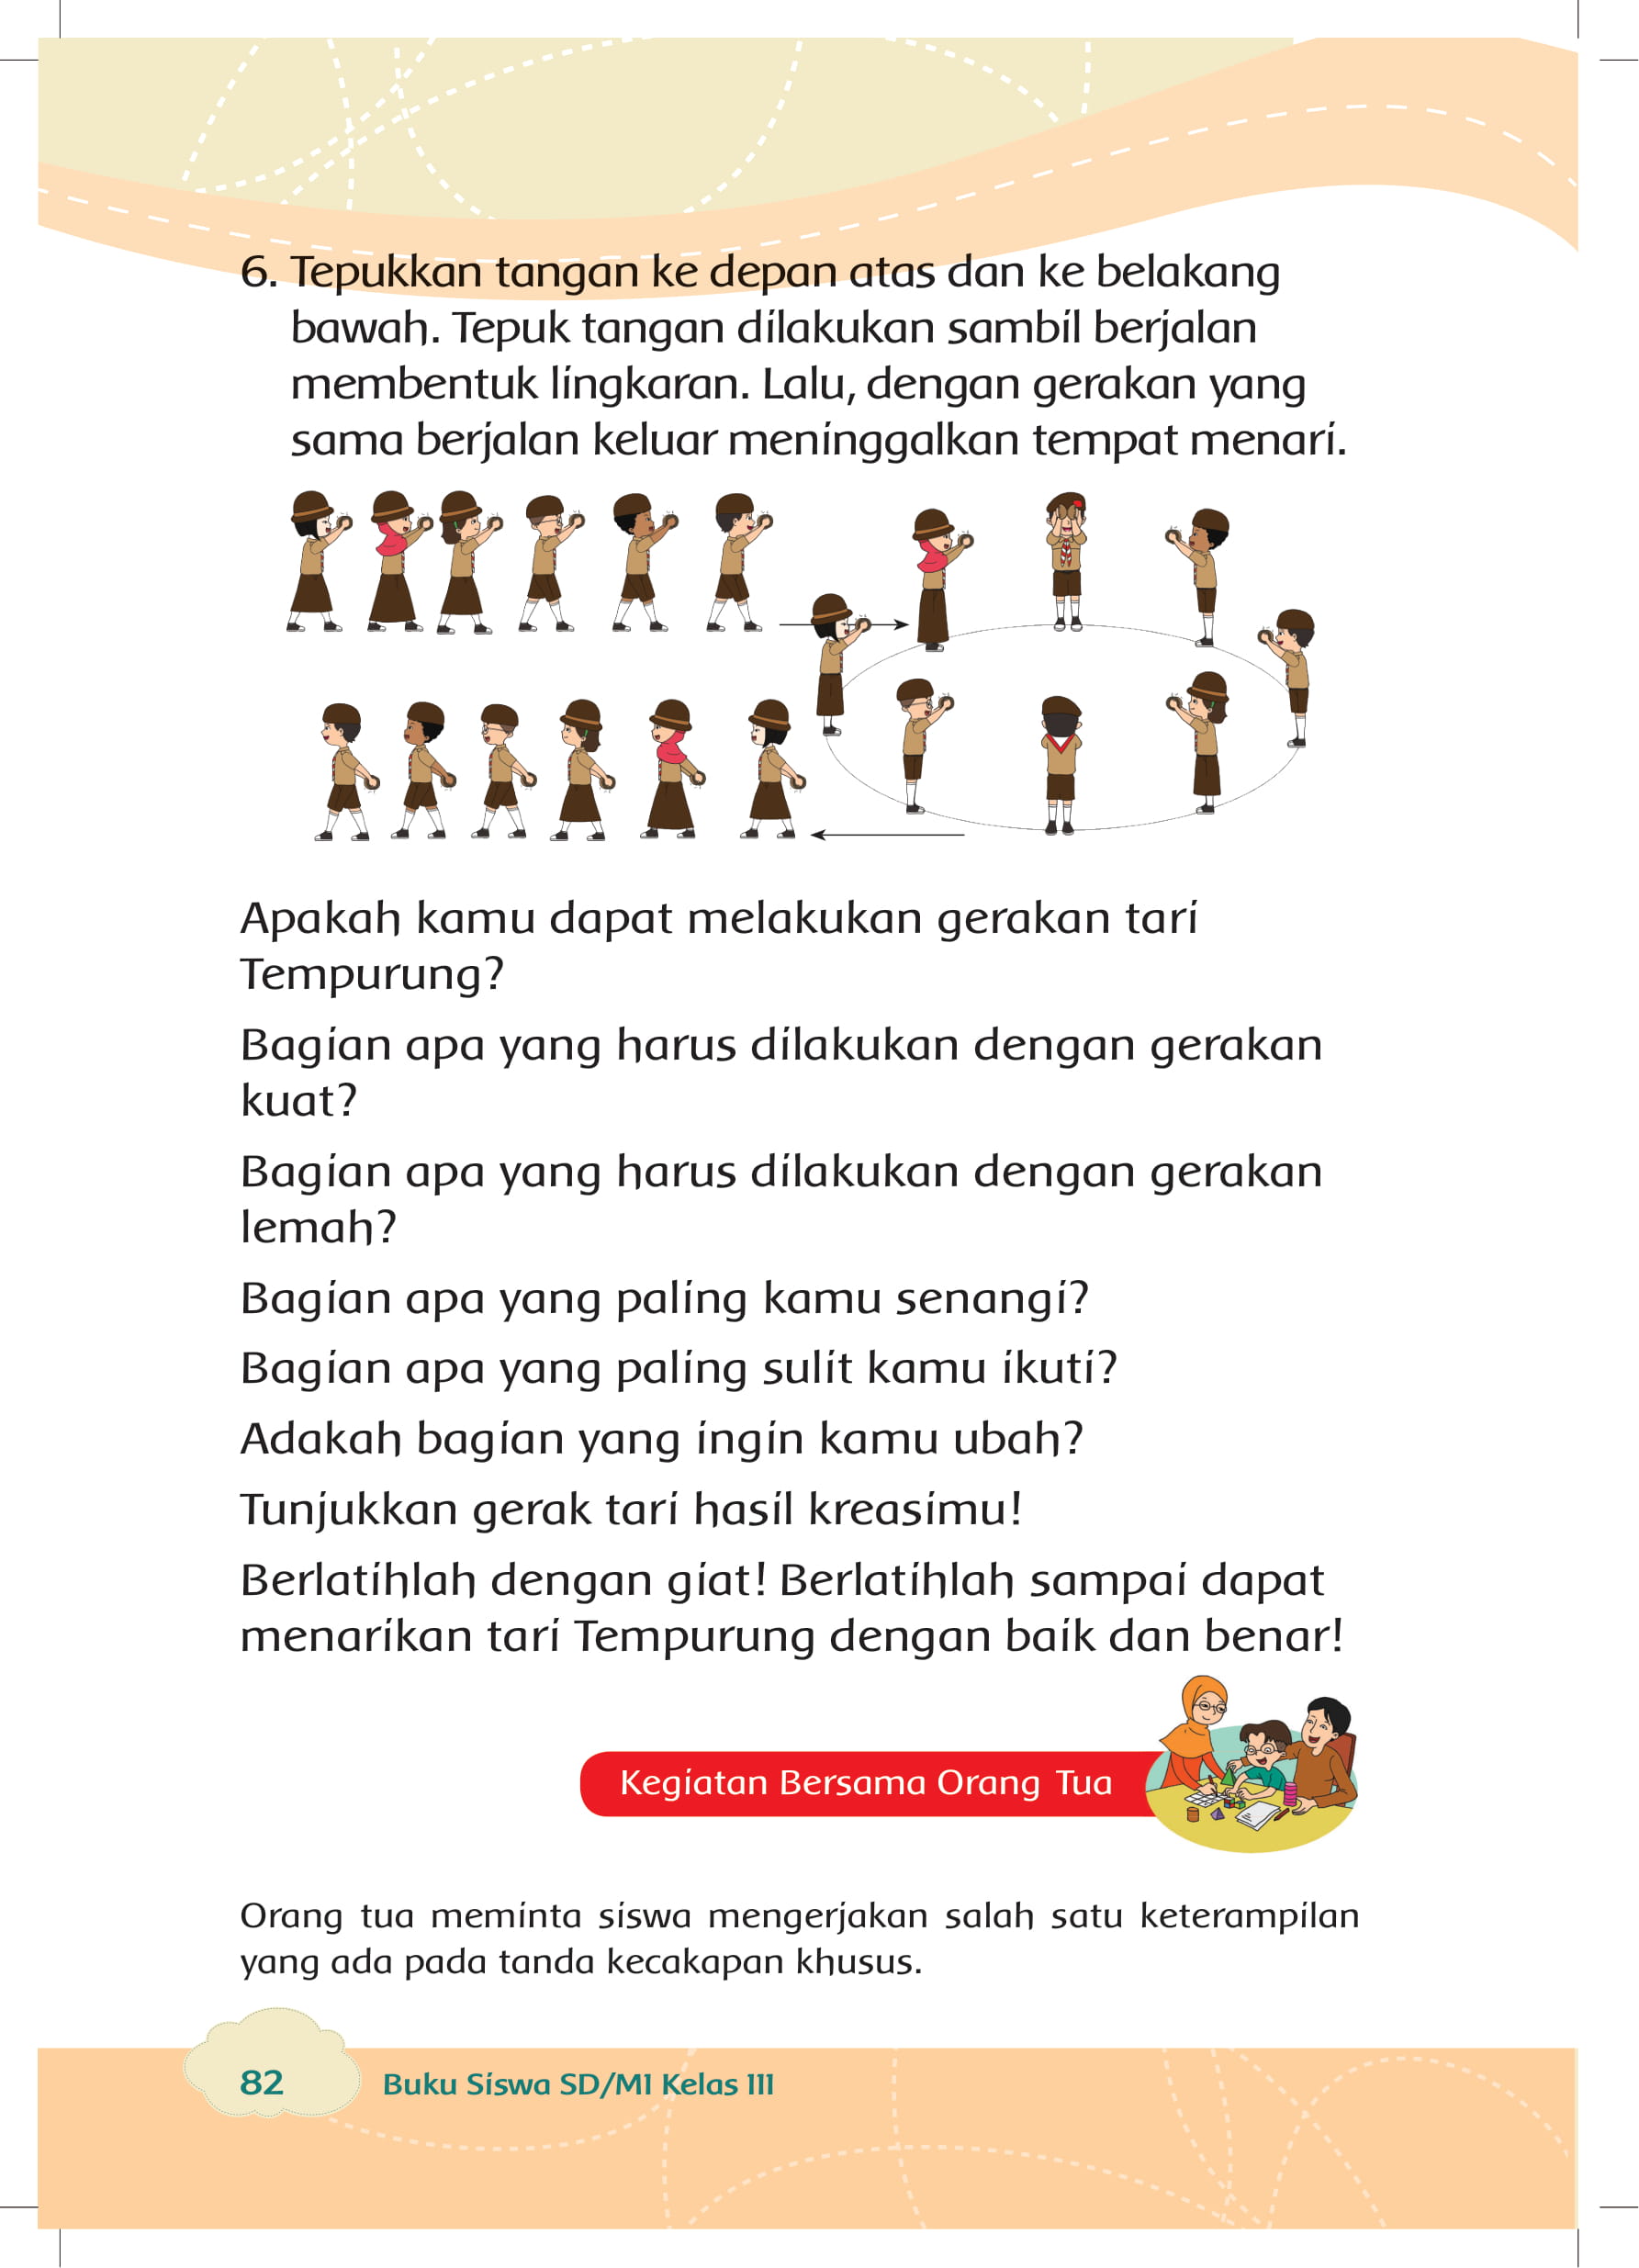 6. Tepukkan tangan ke depan atas dan ke belakang
bawah. Tepuk tangan dilakukan sambil berjalan
membentuk lingkaran. Lalu, dengan gerakan yang
sama berjalan keluar meninggalkan tempat menari.
Apakah kamu dapat melakukan gerakan tari
Tempurung?
Bagian apa yang harus dilakukan dengan gerakan
kuat?
Bagian apa yang harus dilakukan dengan gerakan
lemah?
Bagian apa yang paling kamu senangi?
Bagian apa yang paling sulit kamu ikuti?
Adakah bagian yang ingin kamu ubah?
Tunjukkan gerak tari hasil kreasimu!
Berlatihlah dengan giat! Berlatihlah sampai dapat
menarikan tari Tempurung dengan baik dan benar!
Kegiatan Bersama Orang Tua
Orang tua meminta siswa mengerjakan salah satu keterampilan
yang ada pada tanda kecakapan khusus.
82 Buku Siswa SD/MI Kelas III